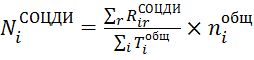 N_i^{СОЦДИ} = \frac{\sum_r R_{ir}^{СОЦДИ}}{\sum_i T_i^{общ}} \times n_i^{общ}